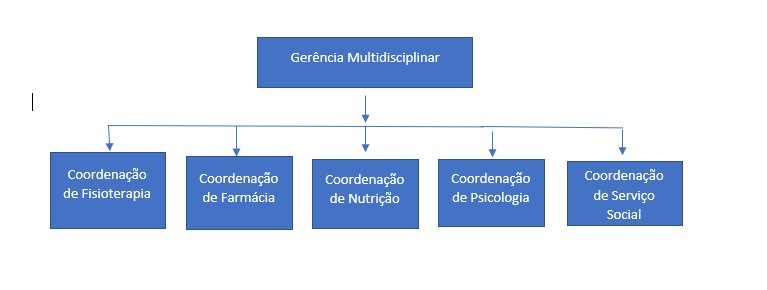 Gerência Multidisciplinar
Coordenação
de Fisioterapia
Coordenação
de Farmácia
Coordenação
de Nutrição
Coordenação
de Psicologia
Coordenação
de Serviço
Social